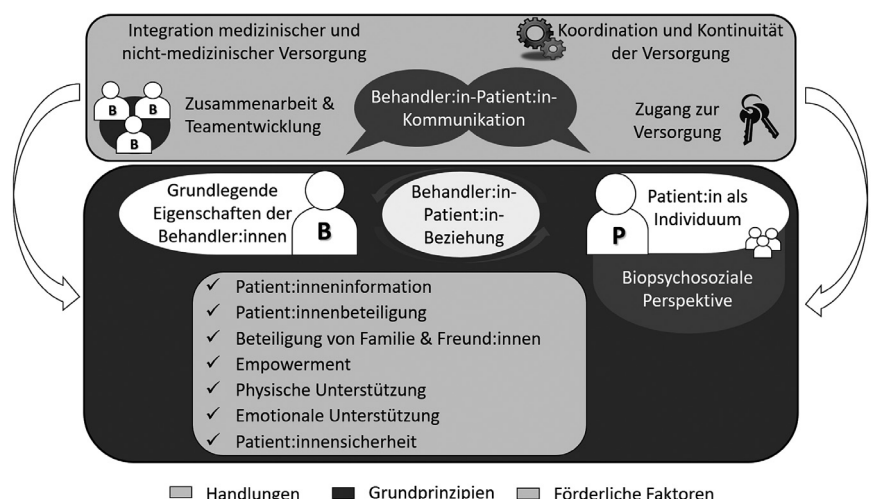 Integration medizinischer und
nicht-medizinischer Versorgung
Koordination und Kontinuität
der Versorgung
B B
B
Zusammenarbeit &
Teamentwicklung
Behandler:in-Patient:in-
Kommunikation
Zugang zur
Versorgung
Grundlegende
Eigenschaften der
Behandler:innen
B
Behandler:in-
Patient:in-
Beziehung
P
Patient:in als
Individuum
Biopsychosoziale
Perspektive
✓ Patient:inneninformation
✓ Patient:innenbeteiligung
✓ Beteiligung von Familie & Freund:innen
✓ Empowerment
✓ Physische Unterstützung
✓ Emotionale Unterstützung
✓ Patient:innensicherheit
Handlungen Grundprinzipien Förderliche Faktoren